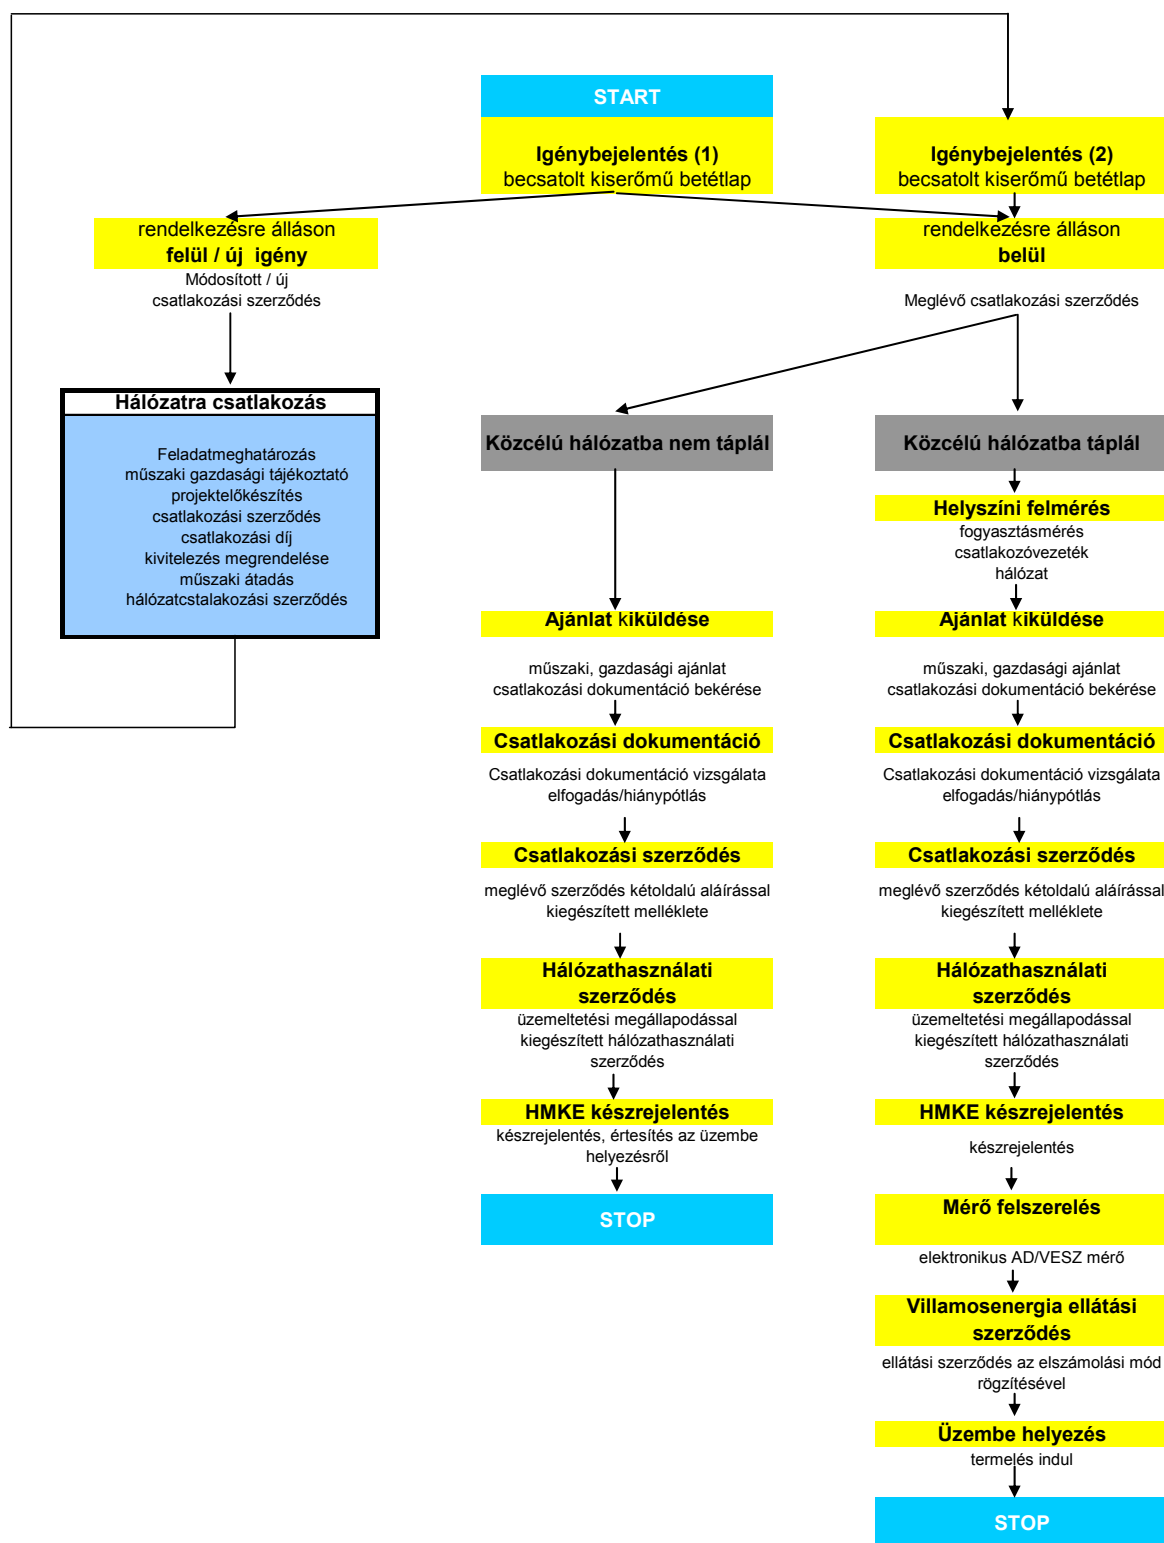 START
Igénybejelentés (1)
becsatolt kiserőmű betétlap
Igénybejelentés (2)
becsatolt kiserőmű betétlap
rendelkezésre álláson
felül / új igény
Módosított / új
csatlakozási szerződés
rendelkezésre álláson
belül
Meglévő csatlakozási szerződés
Hálózatra csatlakozás
Feladatmeghatározás
műszaki gazdasági tájékoztató
projektelőkészítés
csatlakozási szerződés
csatlakozási díj
kivitelezés megrendelése
műszaki átadás
hálózatcstalakozási szerződés
Közcélú hálózatba nem táplál
Ajánlat kiküldése
műszaki, gazdasági ajánlat
csatlakozási dokumentáció bekérése
Csatlakozási dokumentáció
Csatlakozási dokumentáció vizsgálata
elfogadás/hiánypótlás
Csatlakozási szerződés
meglévő szerződés kétoldalú aláírással
kiegészített melléklete
Hálózathasználati
szerződés
üzemeltetési megállapodással
kiegészített hálózathasználati
szerződés
HMKE készrejelentés
készrejelentés, értesítés az üzembe
helyezésről
STOP
Közcélú hálózatba táplál
Helyszíni felmérés
fogyasztásmérés
csatlakozóvezeték
hálózat
Ajánlat kiküldése
műszaki, gazdasági ajánlat
csatlakozási dokumentáció bekérése
Csatlakozási dokumentáció
Csatlakozási dokumentáció vizsgálata
elfogadás/hiánypótlás
Csatlakozási szerződés
meglévő szerződés kétoldalú aláírással
kiegészített melléklete
Hálózathasználati
szerződés
üzemeltetési megállapodással
kiegészített hálózathasználati
szerződés
HMKE készrejelentés
készrejelentés
Mérő felszerelés
elektronikus AD/VESZ mérő
Villamosenergia ellátási
szerződés
ellátási szerződés az elszámolási mód
rögzítésével
Üzembe helyezés
termelés indul
STOP